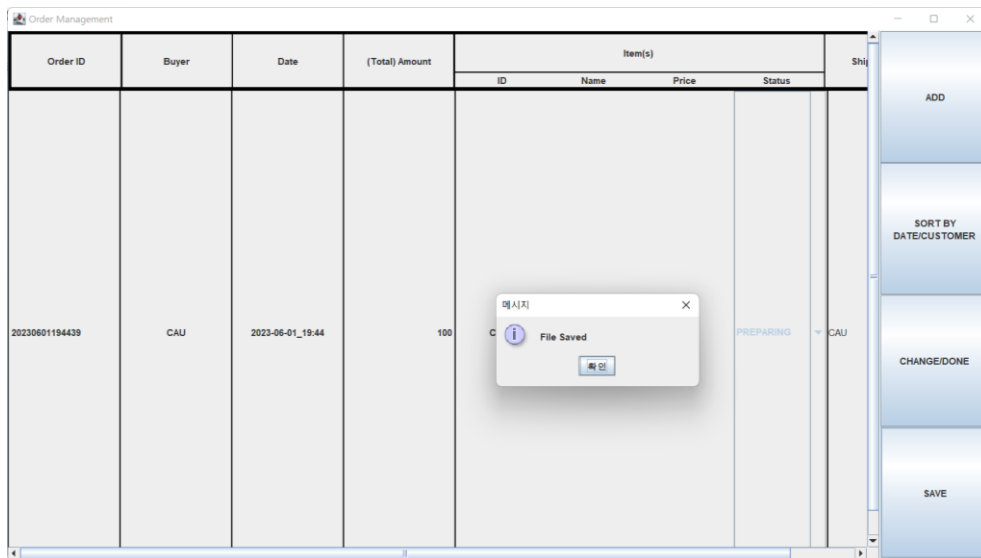 Order Management
Order ID
Buyer
Date
(Total) Amount
Item(s)
ID
Name
Price
Status
20230601194439
CAU
2023-06-01_19:44
100
PREPARING
CAU
메시지
File Saved
확인
ADD
SORT BY
DATE/CUSTOMER
CHANGE/DONE
SAVE